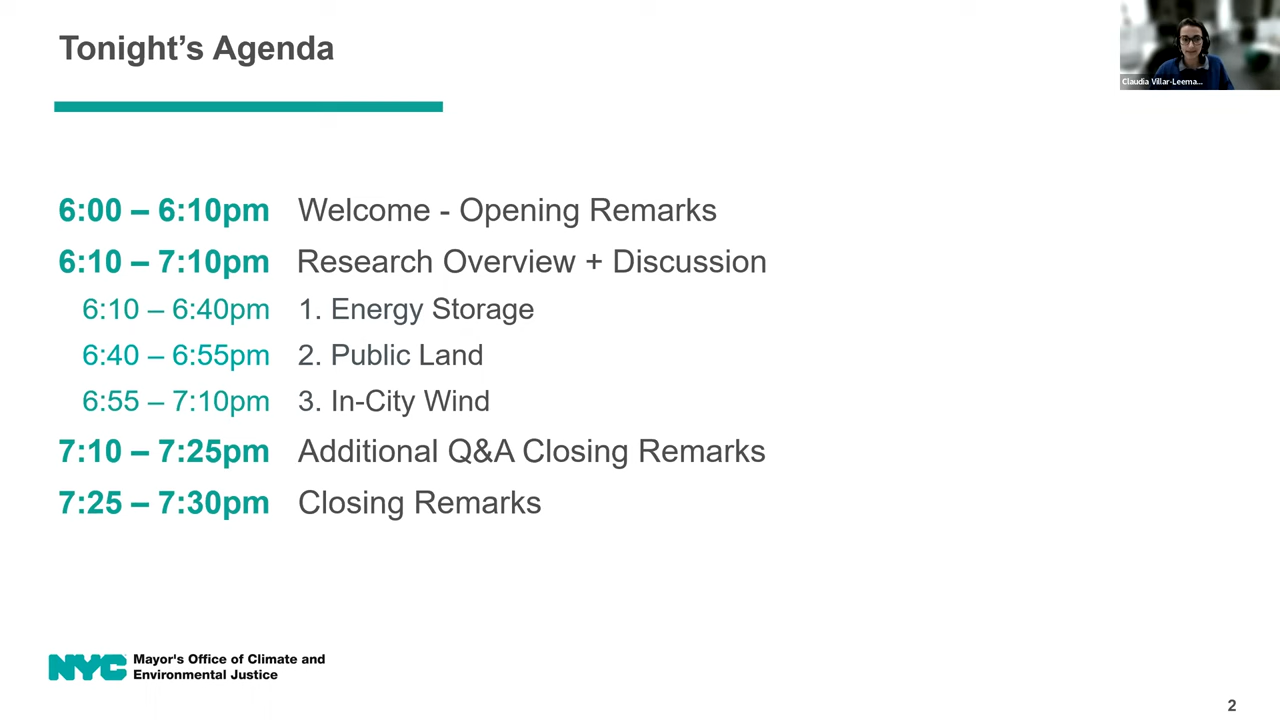 Tonight's Agenda
Claudia Villar-Leema...
6:00 – 6:10pm Welcome - Opening Remarks
6:10 – 7:10pm Research Overview + Discussion
6:10 – 6:40pm 1. Energy Storage
6:40 – 6:55pm 2. Public Land
6:55 – 7:10pm 3. In-City Wind
7:10 – 7:25pm Additional Q&A Closing Remarks
7:25 – 7:30pm Closing Remarks
NYC Mayor's Office of Climate and
Environmental Justice
2